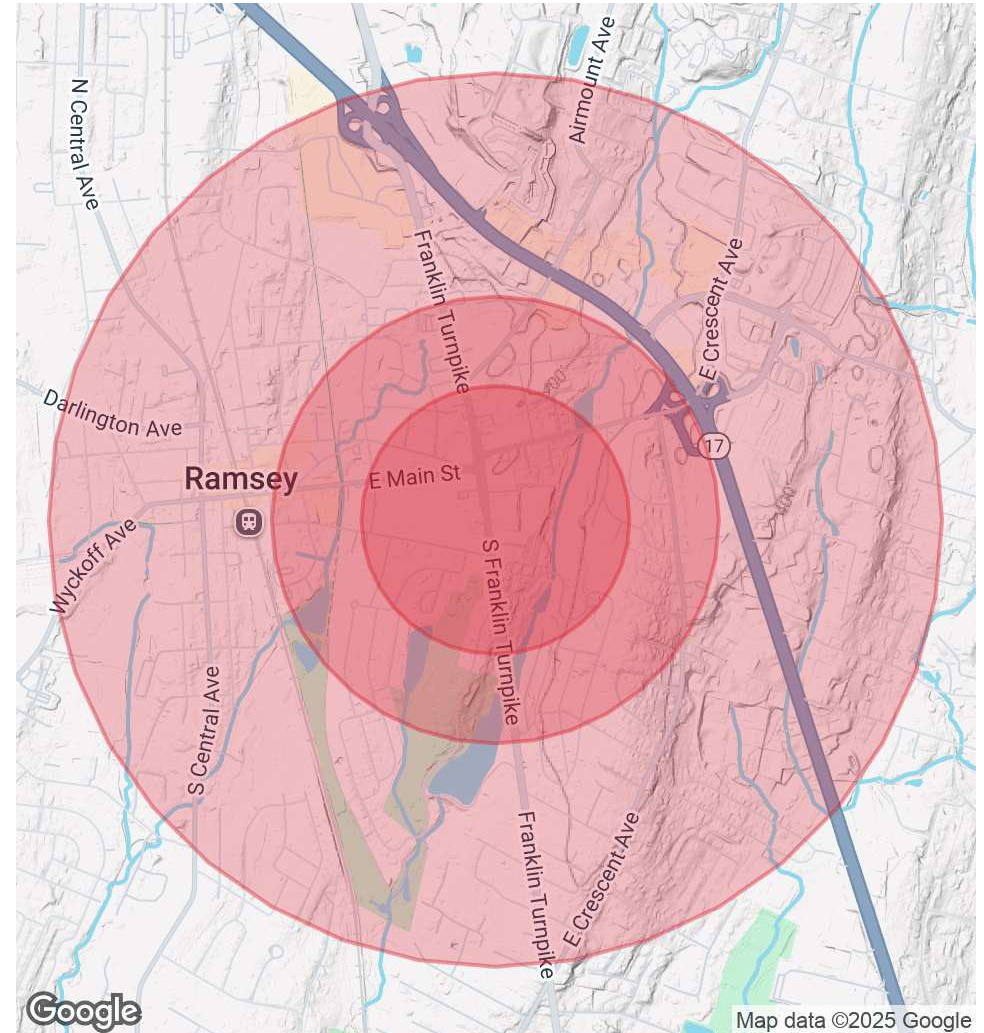 Airmount Ave
N Central Ave
Franklin Turnpike
E Crescent Ave
Darlington Ave
17
Ramsey
E Main St
Wyckoff Ave
S Franklin Turnpike
S Central Ave
Franklin Turnpike
E Crescent Ave
Google
Map data ©2025 Google